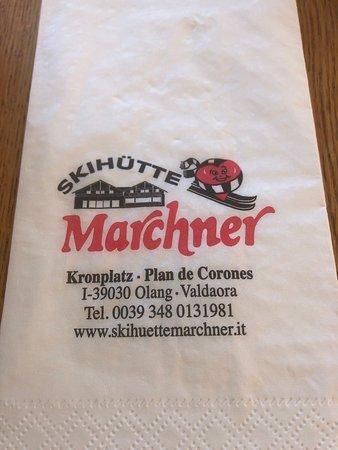 SKIHÜTTE
Marchner
Kronplatz · Plan de Corones
I-39030 Olang · Valdaora
Tel. 0039 348 0131981
www.skihuettemarchner.it